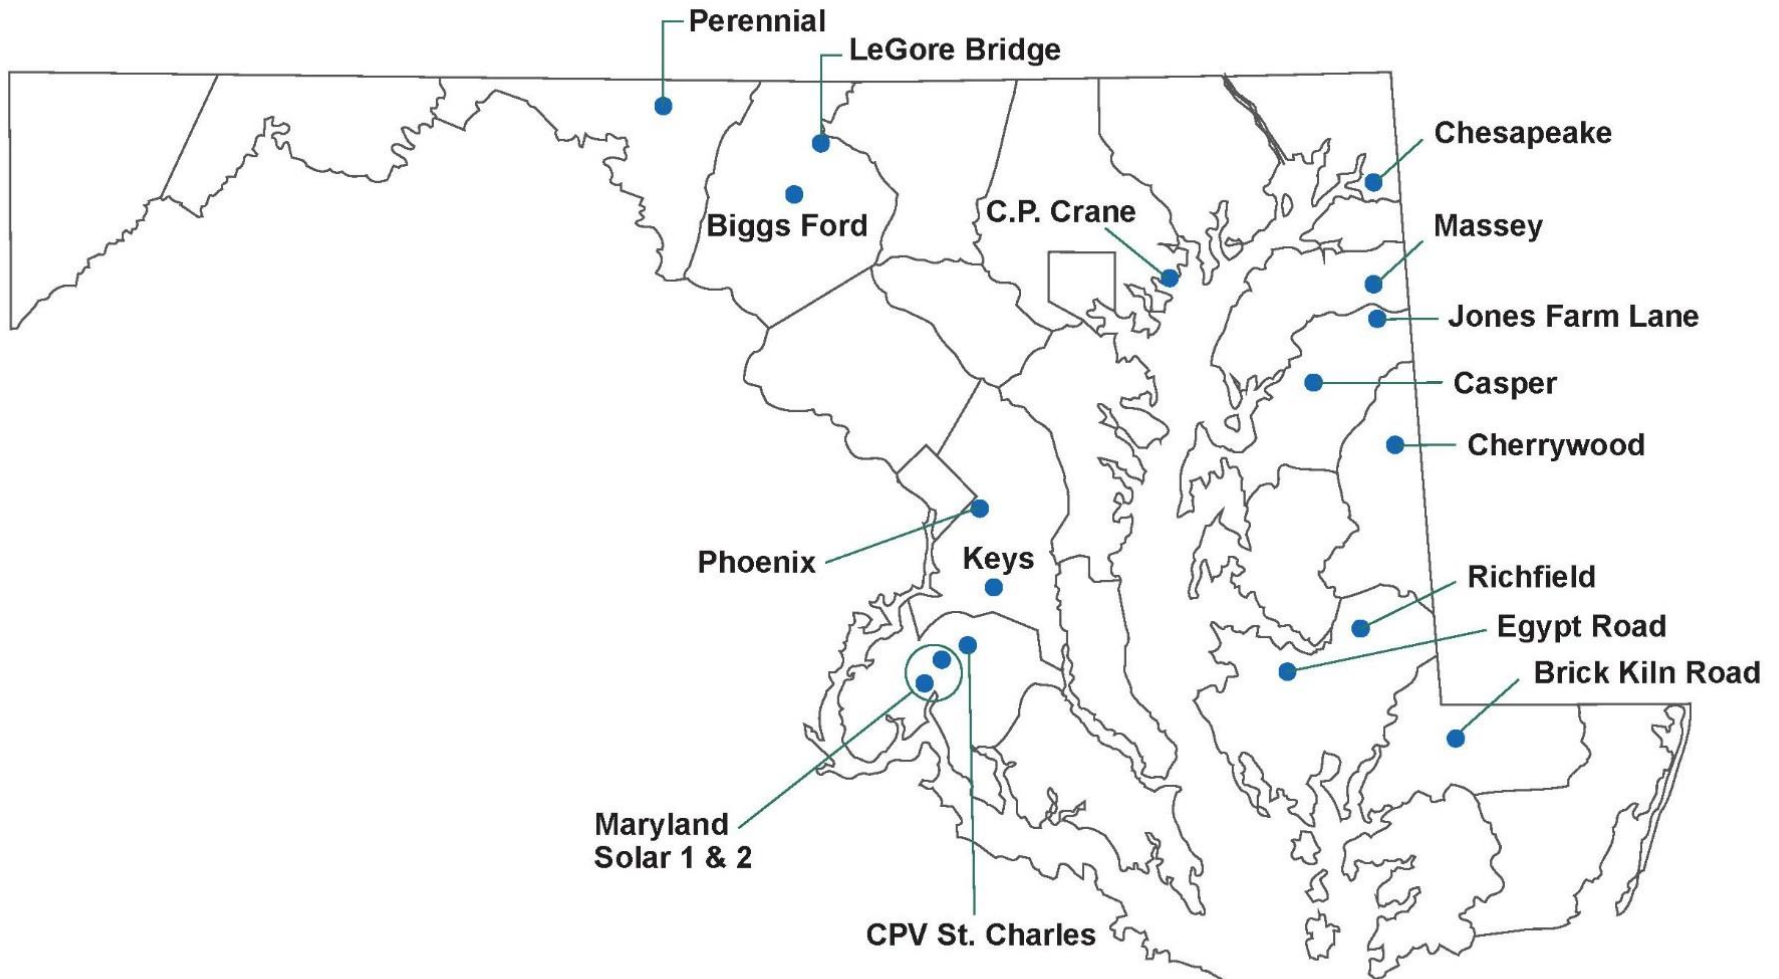 Perennial
LeGore Bridge
Chesapeake
C.P. Crane
Biggs Ford
Massey
Jones Farm Lane
Casper
Cherrywood
Phoenix
Keys
Richfield
Egypt Road
Brick Kiln Road
Maryland
Solar 1 & 2
CPV St. Charles